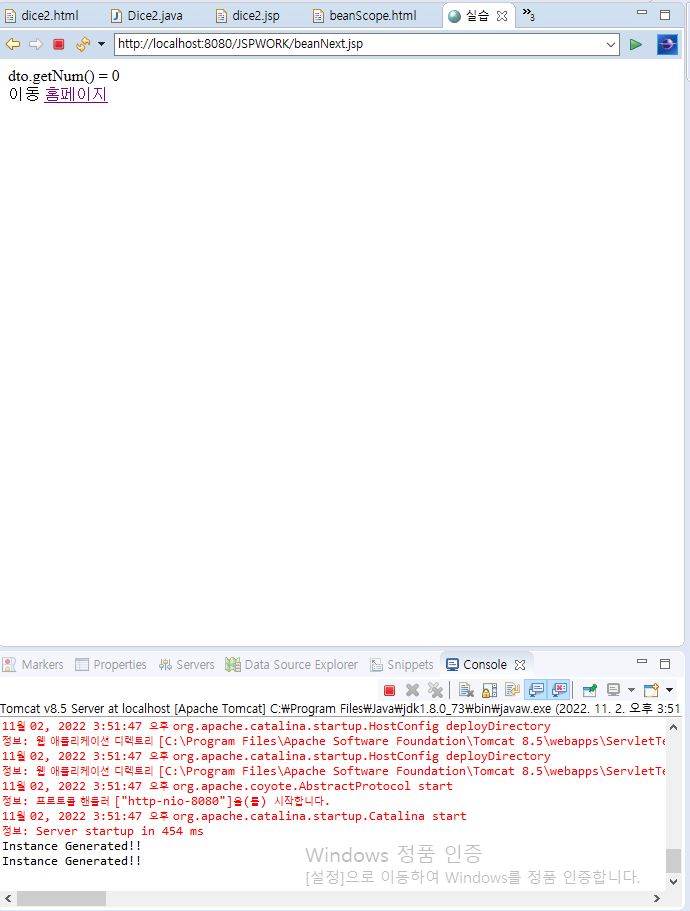 dice2.html Dice2.java dice2.jsp beanScope.html 실습 »3
http://localhost:8080/JSPWORK/beanNext.jsp
dto.getNum() = 0
이동 홈페이지
Markers Properties Servers Data Source Explorer Snippets Console
Tomcat v8.5 Server at localhost [Apache Tomcat] C:₩Program Files₩Java₩jdk1.8.0_73₩bin₩javaw.exe (2022. 11. 2. 오후 3:51
11월 02, 2022 3:51:47 오후 org.apache.catalina.startup.HostConfig deployDirectory
정보: 웹 애플리케이션 디렉토리 [C:\Program Files\Apache Software Foundation\Tomcat 8.5\webapps\ServletTe
11월 02, 2022 3:51:47 오후 org.apache.catalina.startup.HostConfig deployDirectory
정보: 웹 애플리케이션 디렉토리 [C:\Program Files\Apache Software Foundation\Tomcat 8.5\webapps\ServletTe
11월 02, 2022 3:51:47 오후 org.apache.coyote.AbstractProtocol start
정보: 프로토콜 핸들러 ["http-nio-8080"]을(를) 시작합니다.
11월 02, 2022 3:51:47 오후 org.apache.catalina.startup.Catalina start
정보: Server startup in 454 ms
Instance Generated!!
Instance Generated!!
Windows 정품 인증
[설정]으로 이동하여 Windows를 정품 인증합니다.